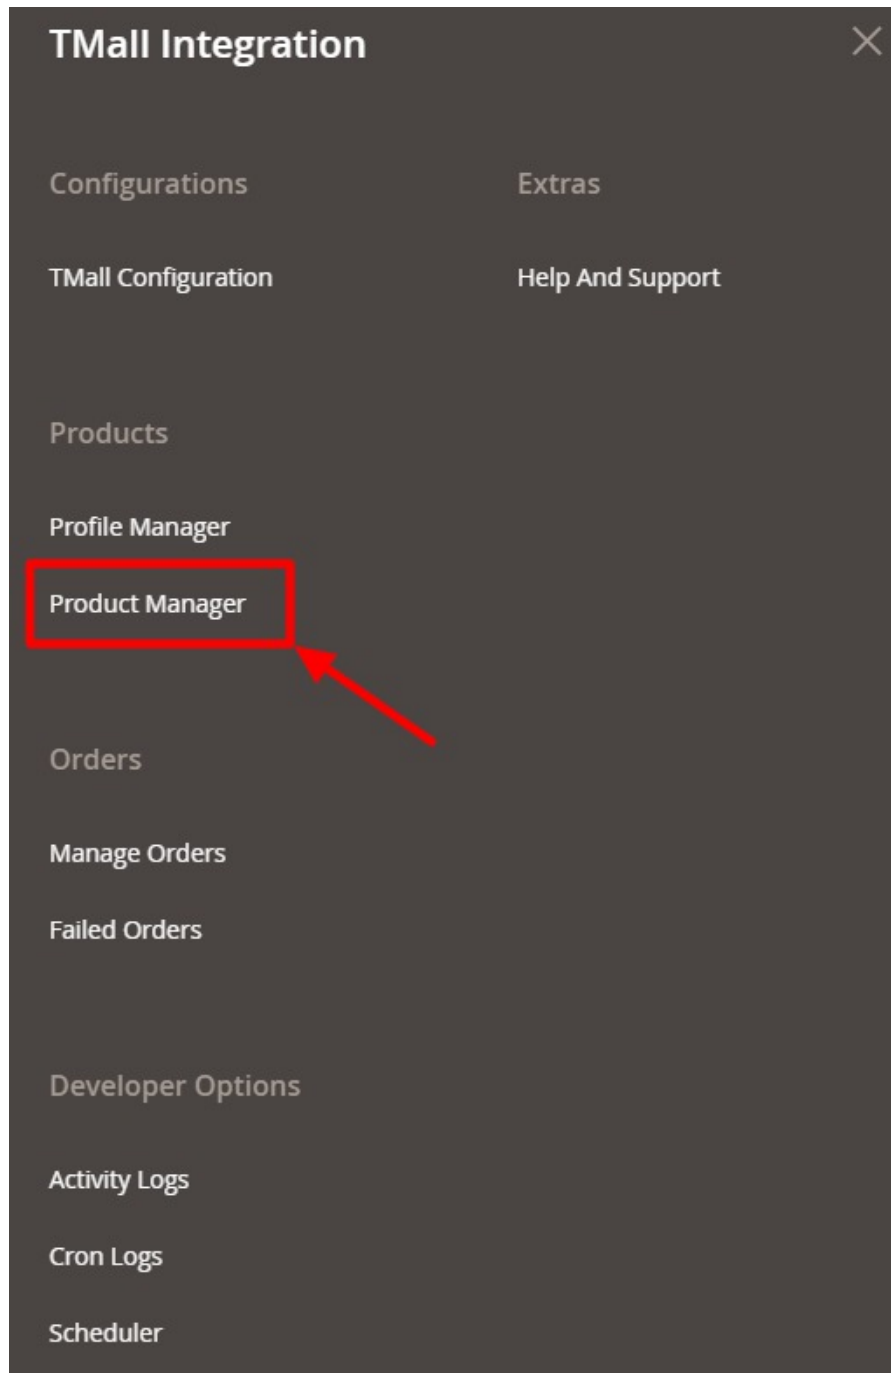 TMall Integration
Configurations
TMall Configuration
Extras
Help And Support
Products
Profile Manager
Product Manager
Orders
Manage Orders
Failed Orders
Developer Options
Activity Logs
Cron Logs
Scheduler